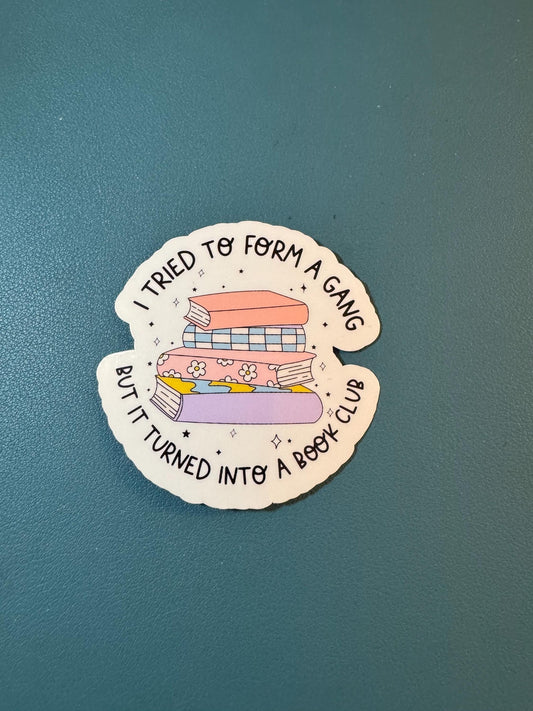 I TRIED TO FORM A GANG
BUT IT TURNED INTO A BOOK CLUB